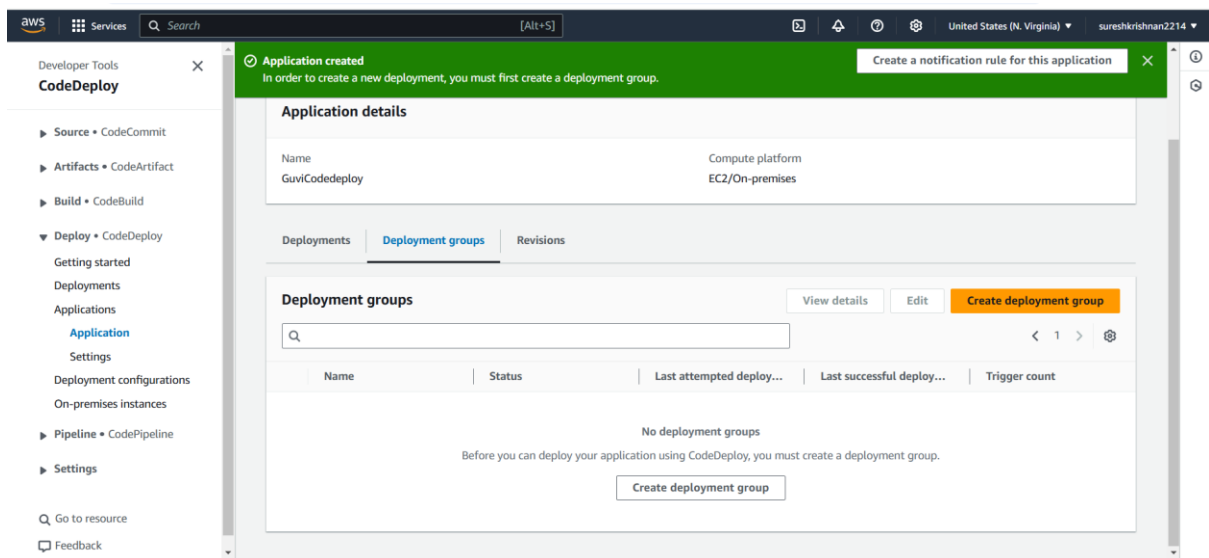 aws Services Search [Alt+S] United States (N. Virginia) sureshkrishnan2214
Developer Tools
CodeDeploy
Source • CodeCommit
Artifacts • CodeArtifact
Build • CodeBuild
Deploy • CodeDeploy
Getting started
Deployments
Applications
Application
Settings
Deployment configurations
On-premises instances
Pipeline • CodePipeline
Settings
Go to resource
Feedback
Application created
In order to create a new deployment, you must first create a deployment group.
Create a notification rule for this application
Application details
Name
GuviCodedeploy
Compute platform
EC2/On-premises
Deployments Deployment groups Revisions
Deployment groups View details Edit Create deployment group
1
Name Status Last attempted deploy... Last successful deploy... Trigger count
No deployment groups
Before you can deploy your application using CodeDeploy, you must create a deployment group.
Create deployment group